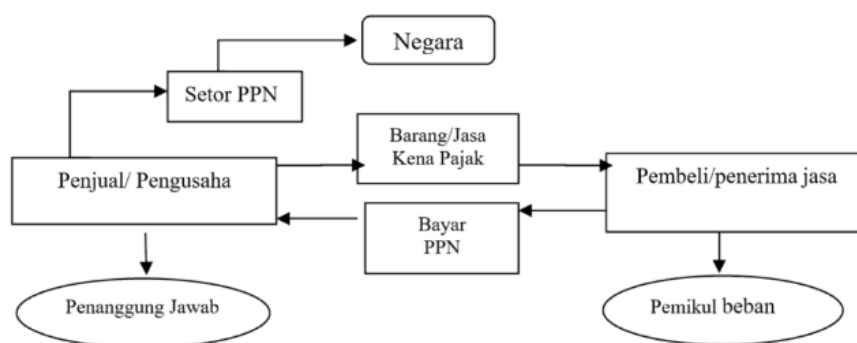 Negara
Setor PPN
Barang/Jasa
Kena Pajak
Penjual/ Pengusaha
Pembeli/penerima jasa
Bayar
PPN
Penanggung Jawab
Pemikul beban